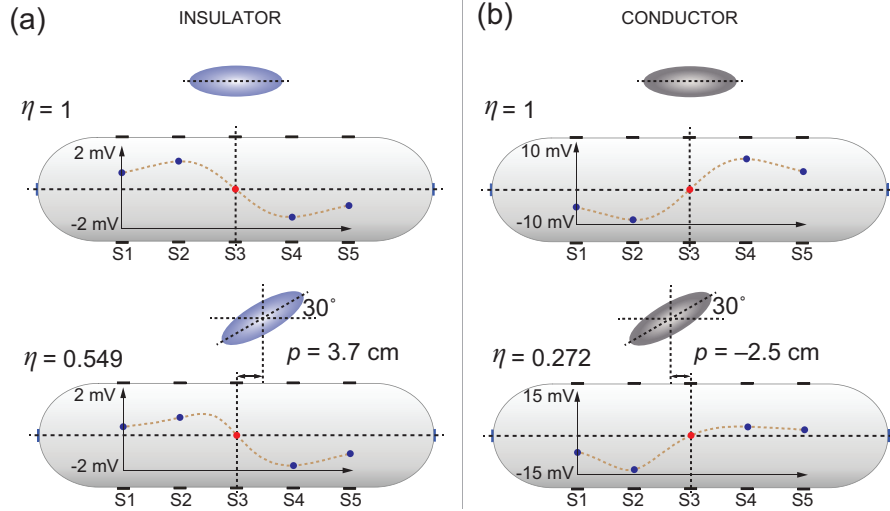 (a) INSULATOR
η = 1
2 mV
-2 mV
S1 S2 S3 S4 S5
30°
η = 0.549
p = 3.7 cm
2 mV
-2 mV
S1 S2 S3 S4 S5
(b) CONDUCTOR
η = 1
10 mV
-10 mV
S1 S2 S3 S4 S5
30°
η = 0.272
p = –2.5 cm
15 mV
-15 mV
S1 S2 S3 S4 S5